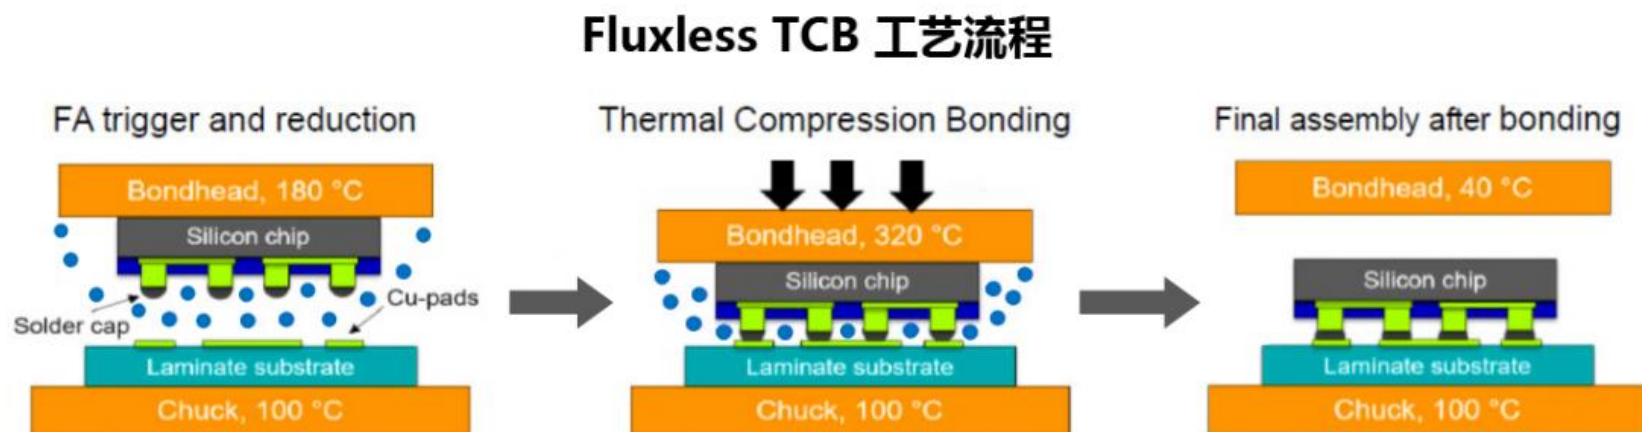 Fluxless TCB 工艺流程
FA trigger and reduction
Bondhead, 180 °C
Silicon chip
Solder cap
Cu-pads
Laminate substrate
Chuck, 100 °C
Thermal Compression Bonding
Bondhead, 320 °C
Silicon chip
Laminate substrate
Chuck, 100 °C
Final assembly after bonding
Bondhead, 40 °C
Silicon chip
Laminate substrate
Chuck, 100 °C